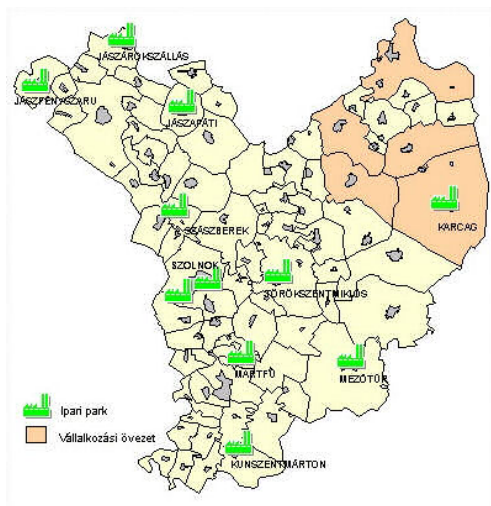 JÁSZÁROKSZÁLLÁS
JÁSZFÉNYSZARU
JÁSZAPÁTI
KARCAG
SZÁSZBEREK
SZOLNOK
TÖRÖKSZENTMIKLÓS
MARTFŰ
MEZŐTÚR
Ipari park
Vállalkozási övezet
KUNSZENTMÁRTON